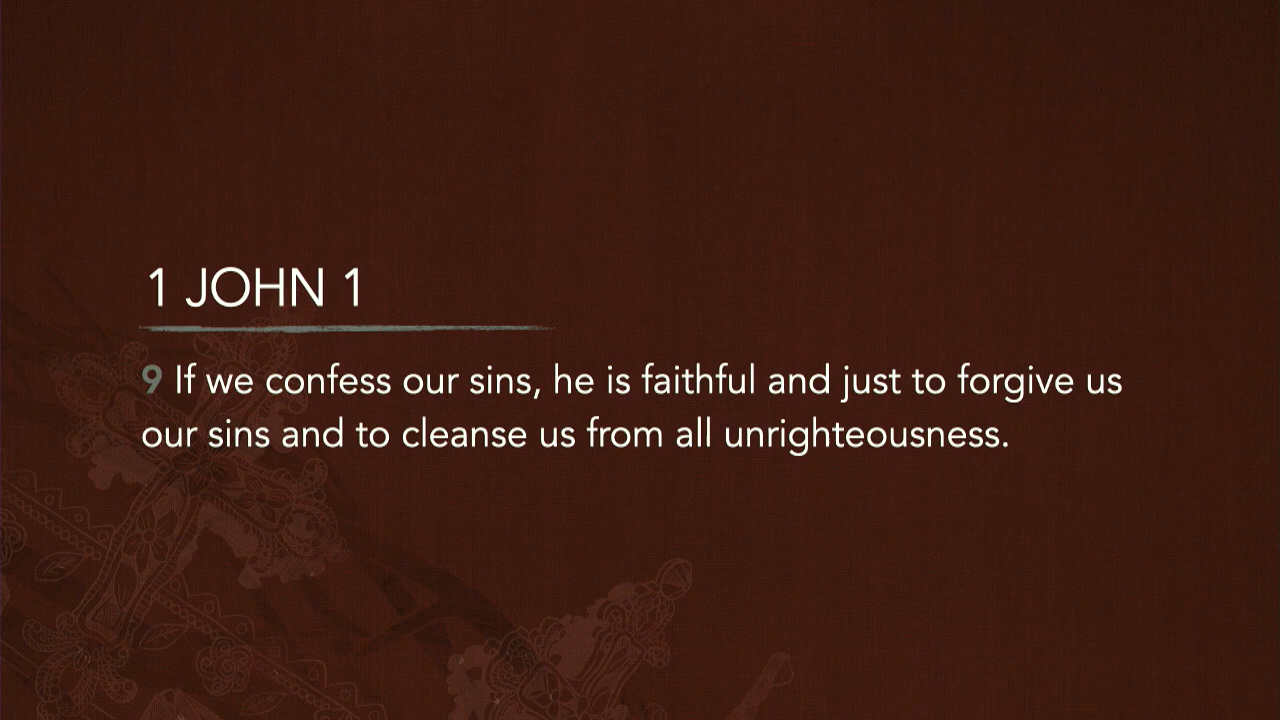 1 JOHN 1
9 If we confess our sins, he is faithful and just to forgive us
our sins and to cleanse us from all unrighteousness.